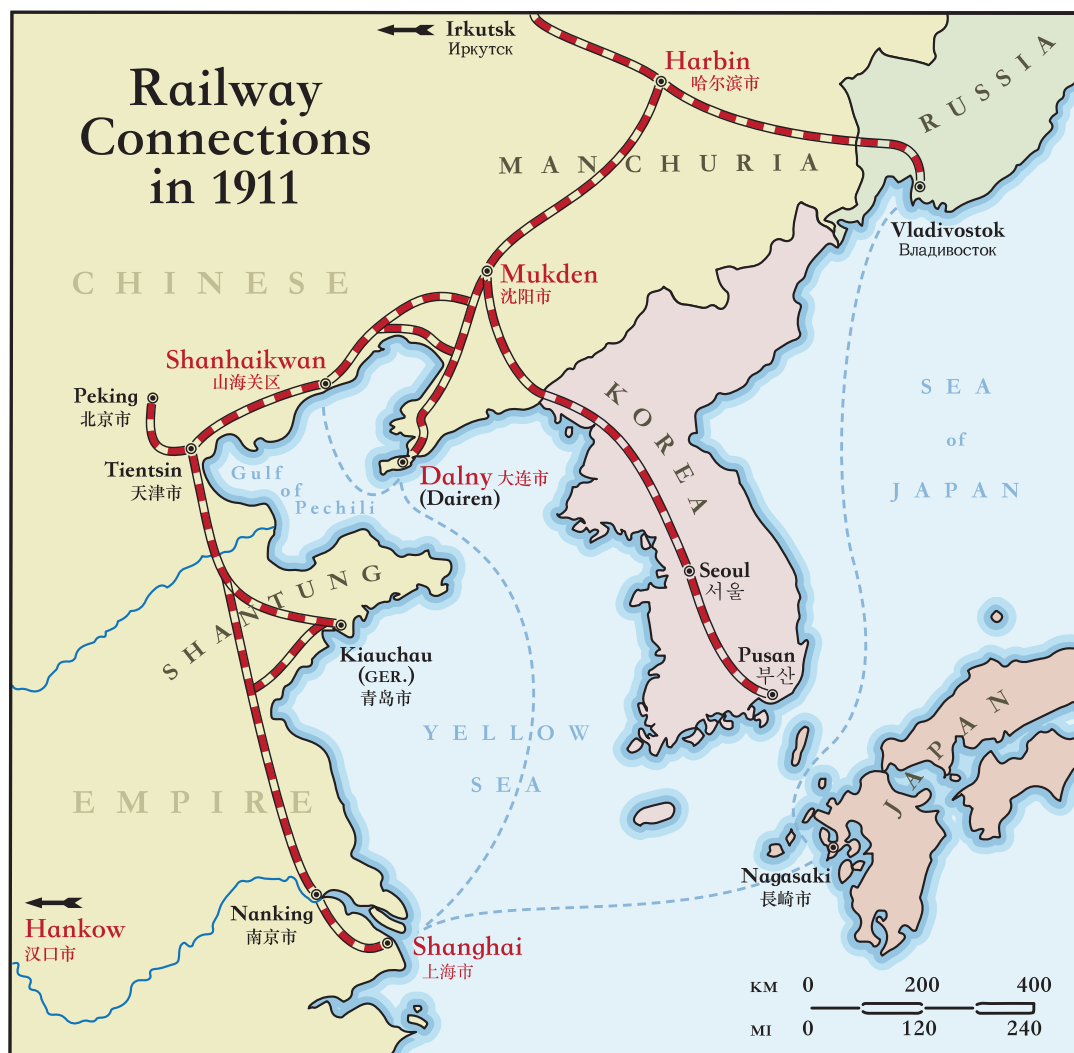 Railway
Connections
in 1911
Irkutsk
Иркутск
Harbin
哈尔滨市
RUSSIA
MANCHURIA
Vladivostok
Владивосток
CHINESE
Mukden
沈阳市
Shanhaikwan
山海关区
Peking
北京市
KOREA
SEA
of
JAPAN
Tientsin
天津市
Gulf
of
Pechili
Dalny 大连市
(Dairen)
SHANTUNG
Seoul
서울
Kiauchau
(GER.)
青岛市
Pusan
부산
YELLOW
SEA
JAPAN
EMPIRE
Nagasaki
長崎市
Hankow
汉口市
Nanking
南京市
Shanghai
上海市
KM 0 200 400
MI 0 120 240